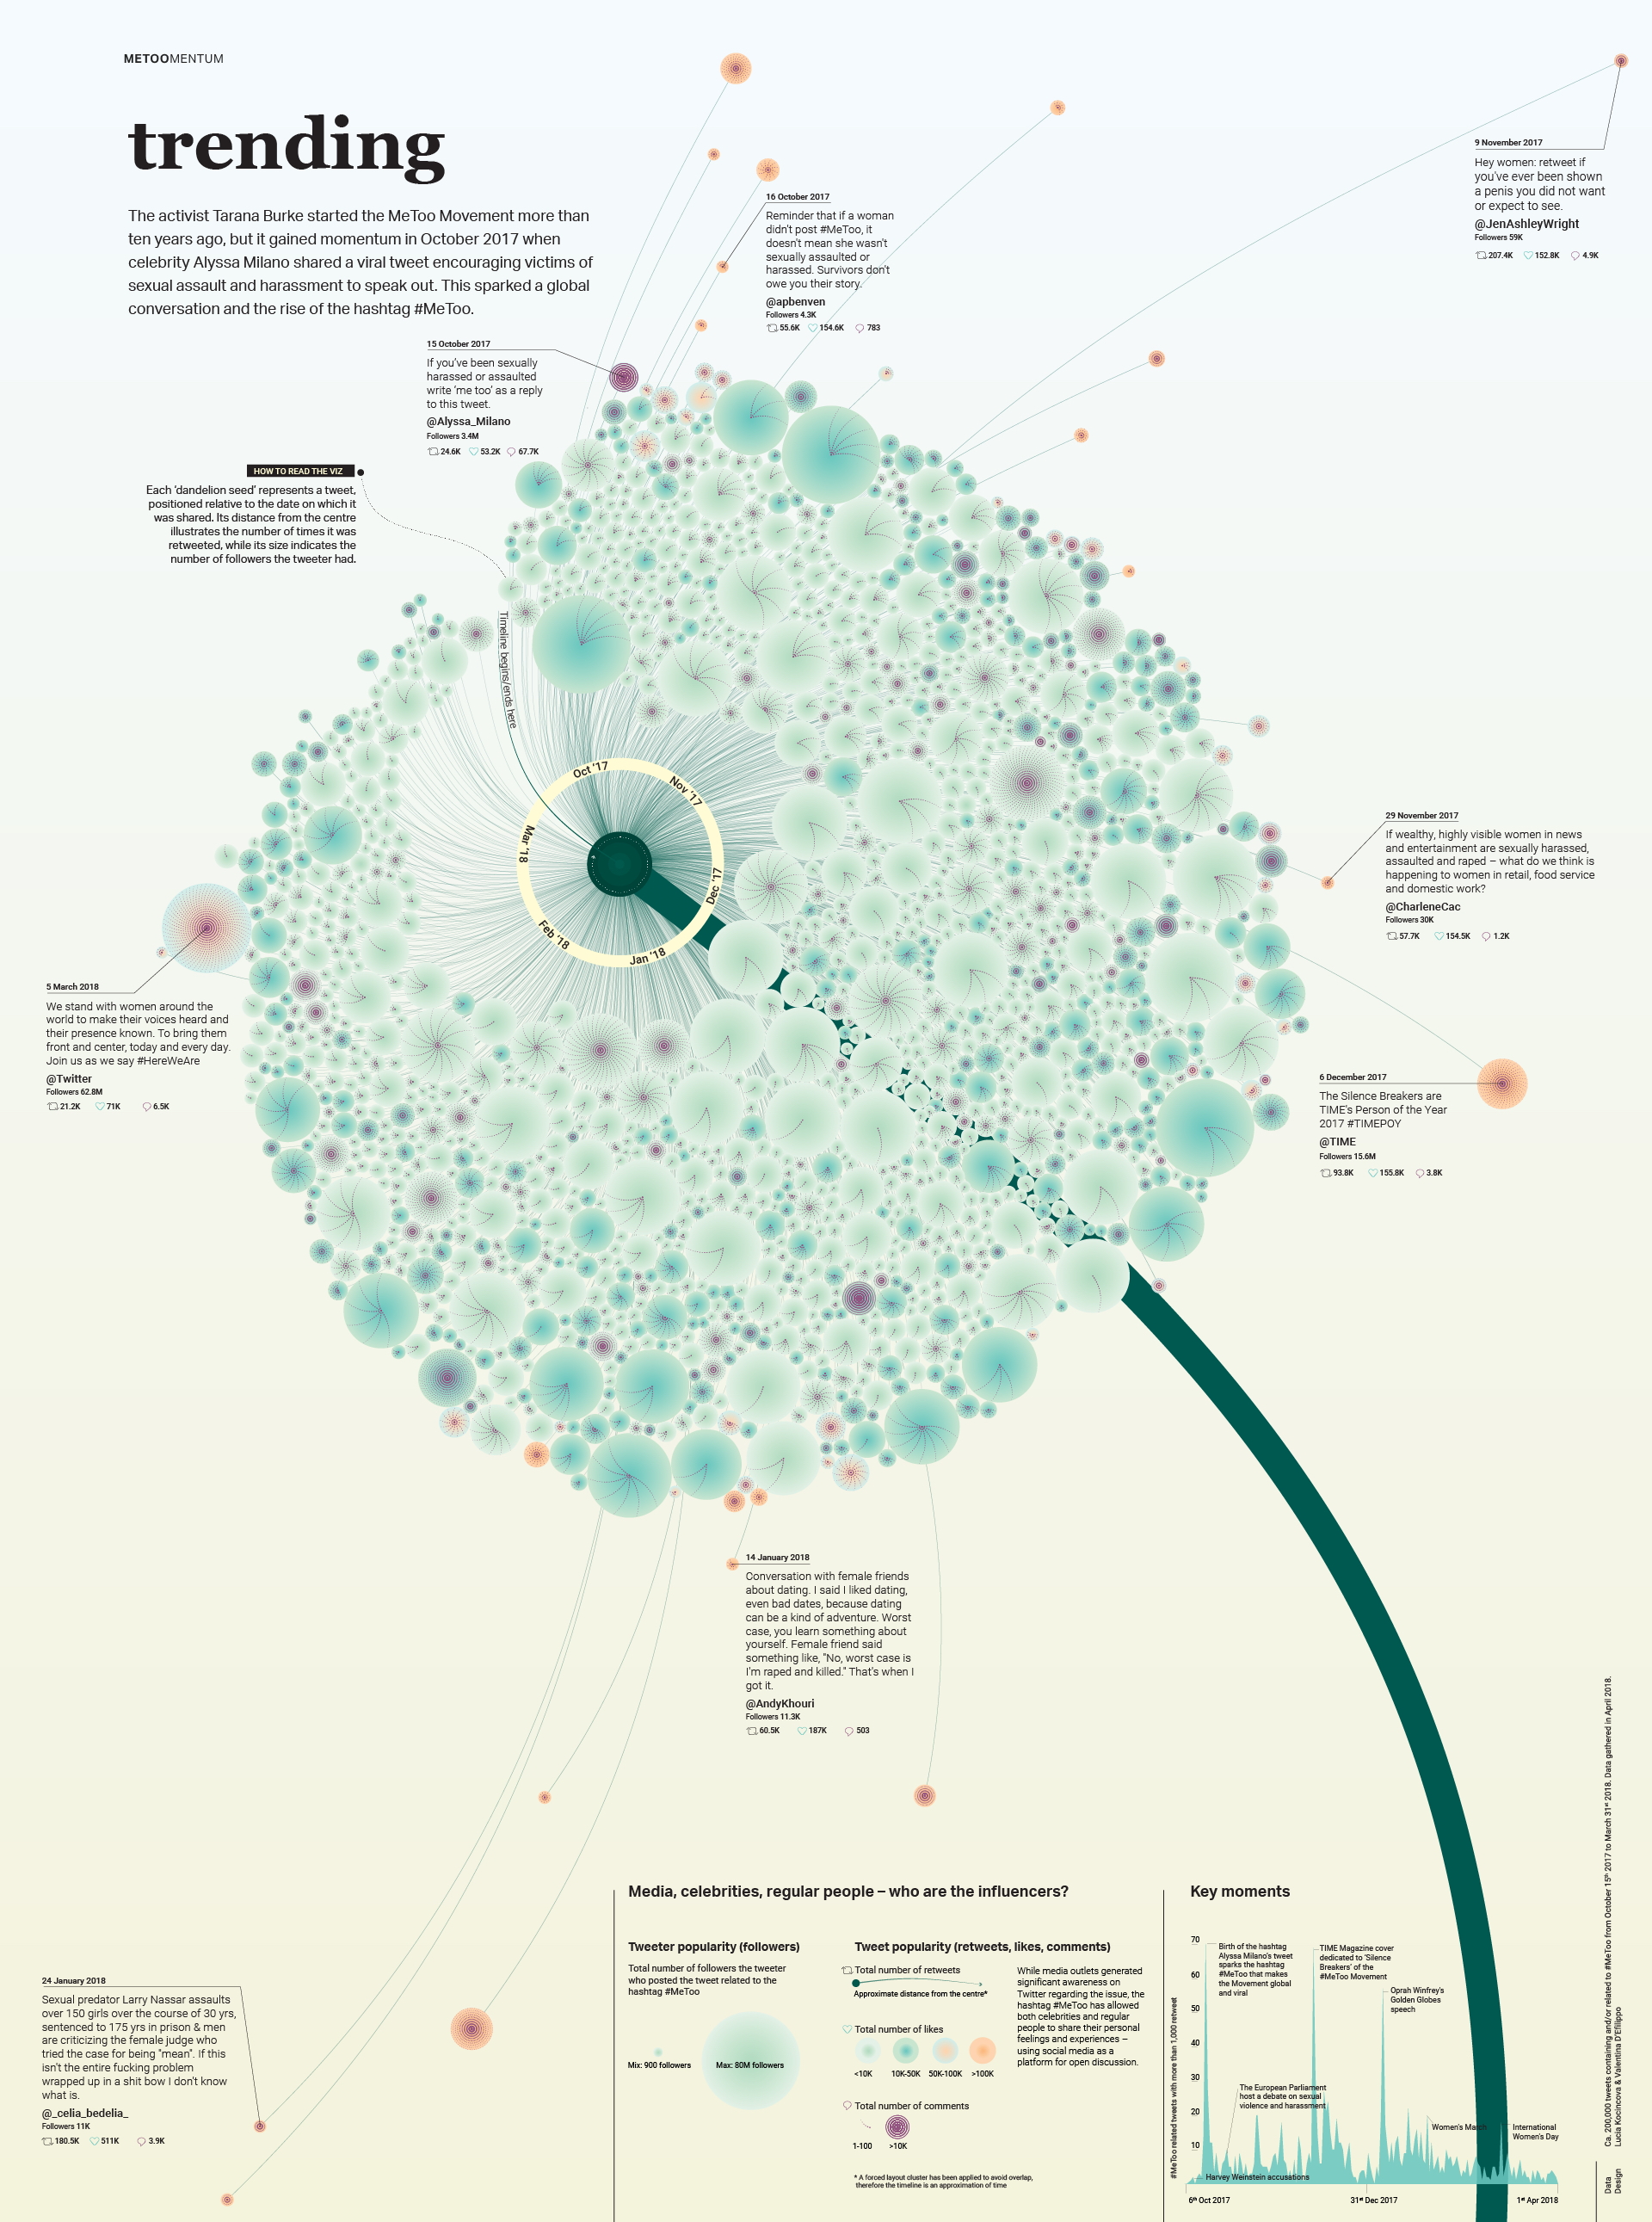 METOOMENTUM
trending
The activist Tarana Burke started the MeToo Movement more than
ten years ago, but it gained momentum in October 2017 when
celebrity Alyssa Milano shared a viral tweet encouraging victims of
sexual assault and harassment to speak out. This sparked a global
conversation and the rise of the hashtag #MeToo.
9 November 2017
Hey women: retweet if
you've ever been shown
a penis you did not want
or expect to see.
@JenAshleyWright
Followers 59K
207.4K 152.8K 4.9K
16 October 2017
Reminder that if a woman
didn't post #MeToo, it
doesn't mean she wasn't
sexually assaulted or
harassed. Survivors don't
owe you their story.
@apbenven
Followers 4.3K
55.6K 154.6K 783
15 October 2017
If you've been sexually
harassed or assaulted
write 'me too' as a reply
to this tweet.
@Alyssa_Milano
Followers 3.4M
24.6K 53.2K 67.7K
HOW TO READ THE VIZ
Each 'dandelion seed' represents a tweet,
positioned relative to the date on which it
was shared. Its distance from the centre
illustrates the number of times it was
retweeted, while its size indicates the
number of followers the tweeter had.
Timeline begins/ends here
Oct '17
Nov '17
Dec '17
Jan '18
Feb '18
Mar '18
29 November 2017
If wealthy, highly visible women in news
and entertainment are sexually harassed,
assaulted and raped – what do we think is
happening to women in retail, food service
and domestic work?
@CharleneCac
Followers 30K
57.7K 154.5K 1.2K
5 March 2018
We stand with women around the
world to make their voices heard and
their presence known. To bring them
front and center, today and every day.
Join us as we say #HereWeAre
@Twitter
Followers 62.8M
21.2K 71K 6.5K
6 December 2017
The Silence Breakers are
TIME's Person of the Year
2017 #TIMEPOY
@TIME
Followers 15.6M
93.8K 155.8K 3.8K
14 January 2018
Conversation with female friends
about dating. I said I liked dating,
even bad dates, because dating
can be a kind of adventure. Worst
case, you learn something about
yourself. Female friend said
something like, "No, worst case is
I'm raped and killed." That's when I
got it.
@AndyKhouri
Followers 11.3K
60.5K 187K 503
24 January 2018
Sexual predator Larry Nassar assaults
over 150 girls over the course of 30 yrs,
sentenced to 175 yrs in prison & men
are criticizing the female judge who
tried the case for being "mean". If this
isn't the entire fucking problem
wrapped up in a shit bow I don't know
what is.
@_celia_bedelia_
Followers 11K
180.5K 511K 3.9K
Media, celebrities, regular people – who are the influencers?
Tweeter popularity (followers)
Total number of followers the tweeter
who posted the tweet related to the
hashtag #MeToo
Mix: 900 followers
Max: 80M followers
Tweet popularity (retweets, likes, comments)
Total number of retweets
Approximate distance from the centre*
Total number of likes
<10K 10K-50K 50K-100K >100K
Total number of comments
1-100 >10K
While media outlets generated
significant awareness on
Twitter regarding the issue, the
hashtag #MeToo has allowed
both celebrities and regular
people to share their personal
feelings and experiences –
using social media as a
platform for open discussion.
* A forced layout cluster has been applied to avoid overlap,
therefore the timeline is an approximation of time
Key moments
#MeToo related tweets with more than 1,000 retweet
70
60
50
40
30
20
10
Birth of the hashtag
Alyssa Milano's tweet
sparks the hashtag
#MeToo that makes
the Movement global
and viral
TIME Magazine cover
dedicated to 'Silence
Breakers' of the
#MeToo Movement
Oprah Winfrey's
Golden Globes
speech
The European Parliament
host a debate on sexual
violence and harassment
Women's March
International
Women's Day
Harvey Weinstein accusations
6th Oct 2017
31st Dec 2017
1st Apr 2018
Data Ca. 200,000 tweets containing and/or related to #MeToo from October 15th 2017 to March 31st 2018. Data gathered in April 2018.
Design Lucia Kocincova & Valentina D'Efilippo